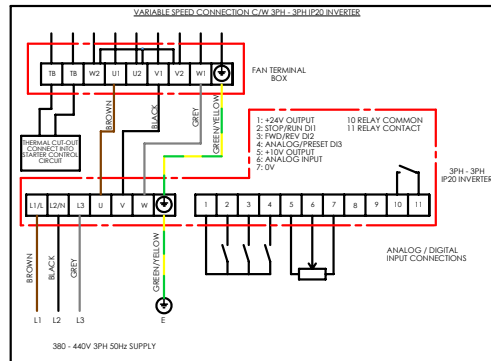 VARIABLE SPEED CONNECTION C/W 3PH - 3PH IP20 INVERTER
TB TB W2 U1 U2 V1 V2 W1
FAN TERMINAL
BOX
BROWN
BLACK
GREY
GREEN/YELLOW
THERMAL CUT-OUT
CONNECT INTO
STARTER CONTROL
CIRCUIT
1: +24V OUTPUT
2: STOP/RUN DI1
3: FWD/REV DI2
4: ANALOG/PRESET DI3
5: +10V OUTPUT
6: ANALOG INPUT
7: 0V
10 RELAY COMMON
11 RELAY CONTACT
3PH - 3PH
IP20 INVERTER
L1/L L2/N L3 U V W
1 2 3 4 5 6 7 8 9 10 11
ANALOG / DIGITAL
INPUT CONNECTIONS
BROWN
BLACK
GREY
GREEN/YELLOW
L1 L2 L3 E
380 - 440V 3PH 50Hz SUPPLY